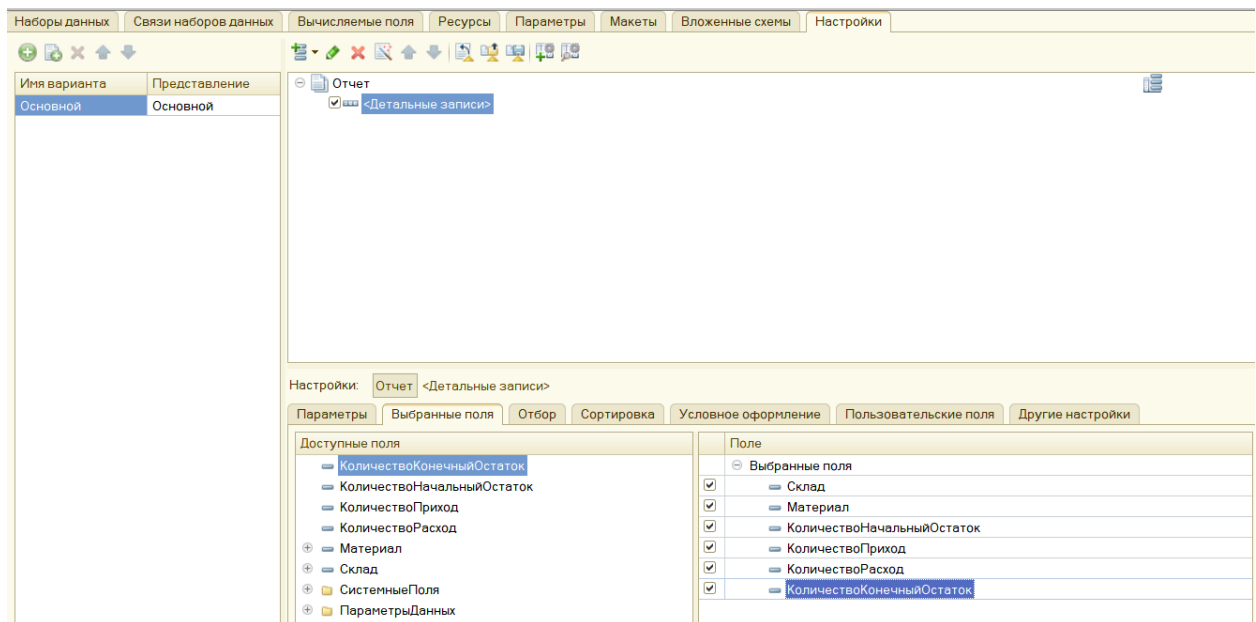 Наборы данных Связи наборов данных Вычисляемые поля Ресурсы Параметры Макеты Вложенные схемы Настройки
Имя варианта Представление
Основной Основной
Отчет
<Детальные записи>
Настройки: Отчет <Детальные записи>
Параметры Выбранные поля Отбор Сортировка Условное оформление Пользовательские поля Другие настройки
Доступные поля
КоличествоКонечныйОстаток
КоличествоНачальныйОстаток
КоличествоПриход
КоличествоРасход
Материал
Склад
СистемныеПоля
ПараметрыДанных
Поле
Выбранные поля
Склад
Материал
КоличествоНачальныйОстаток
КоличествоПриход
КоличествоРасход
КоличествоКонечныйОстаток